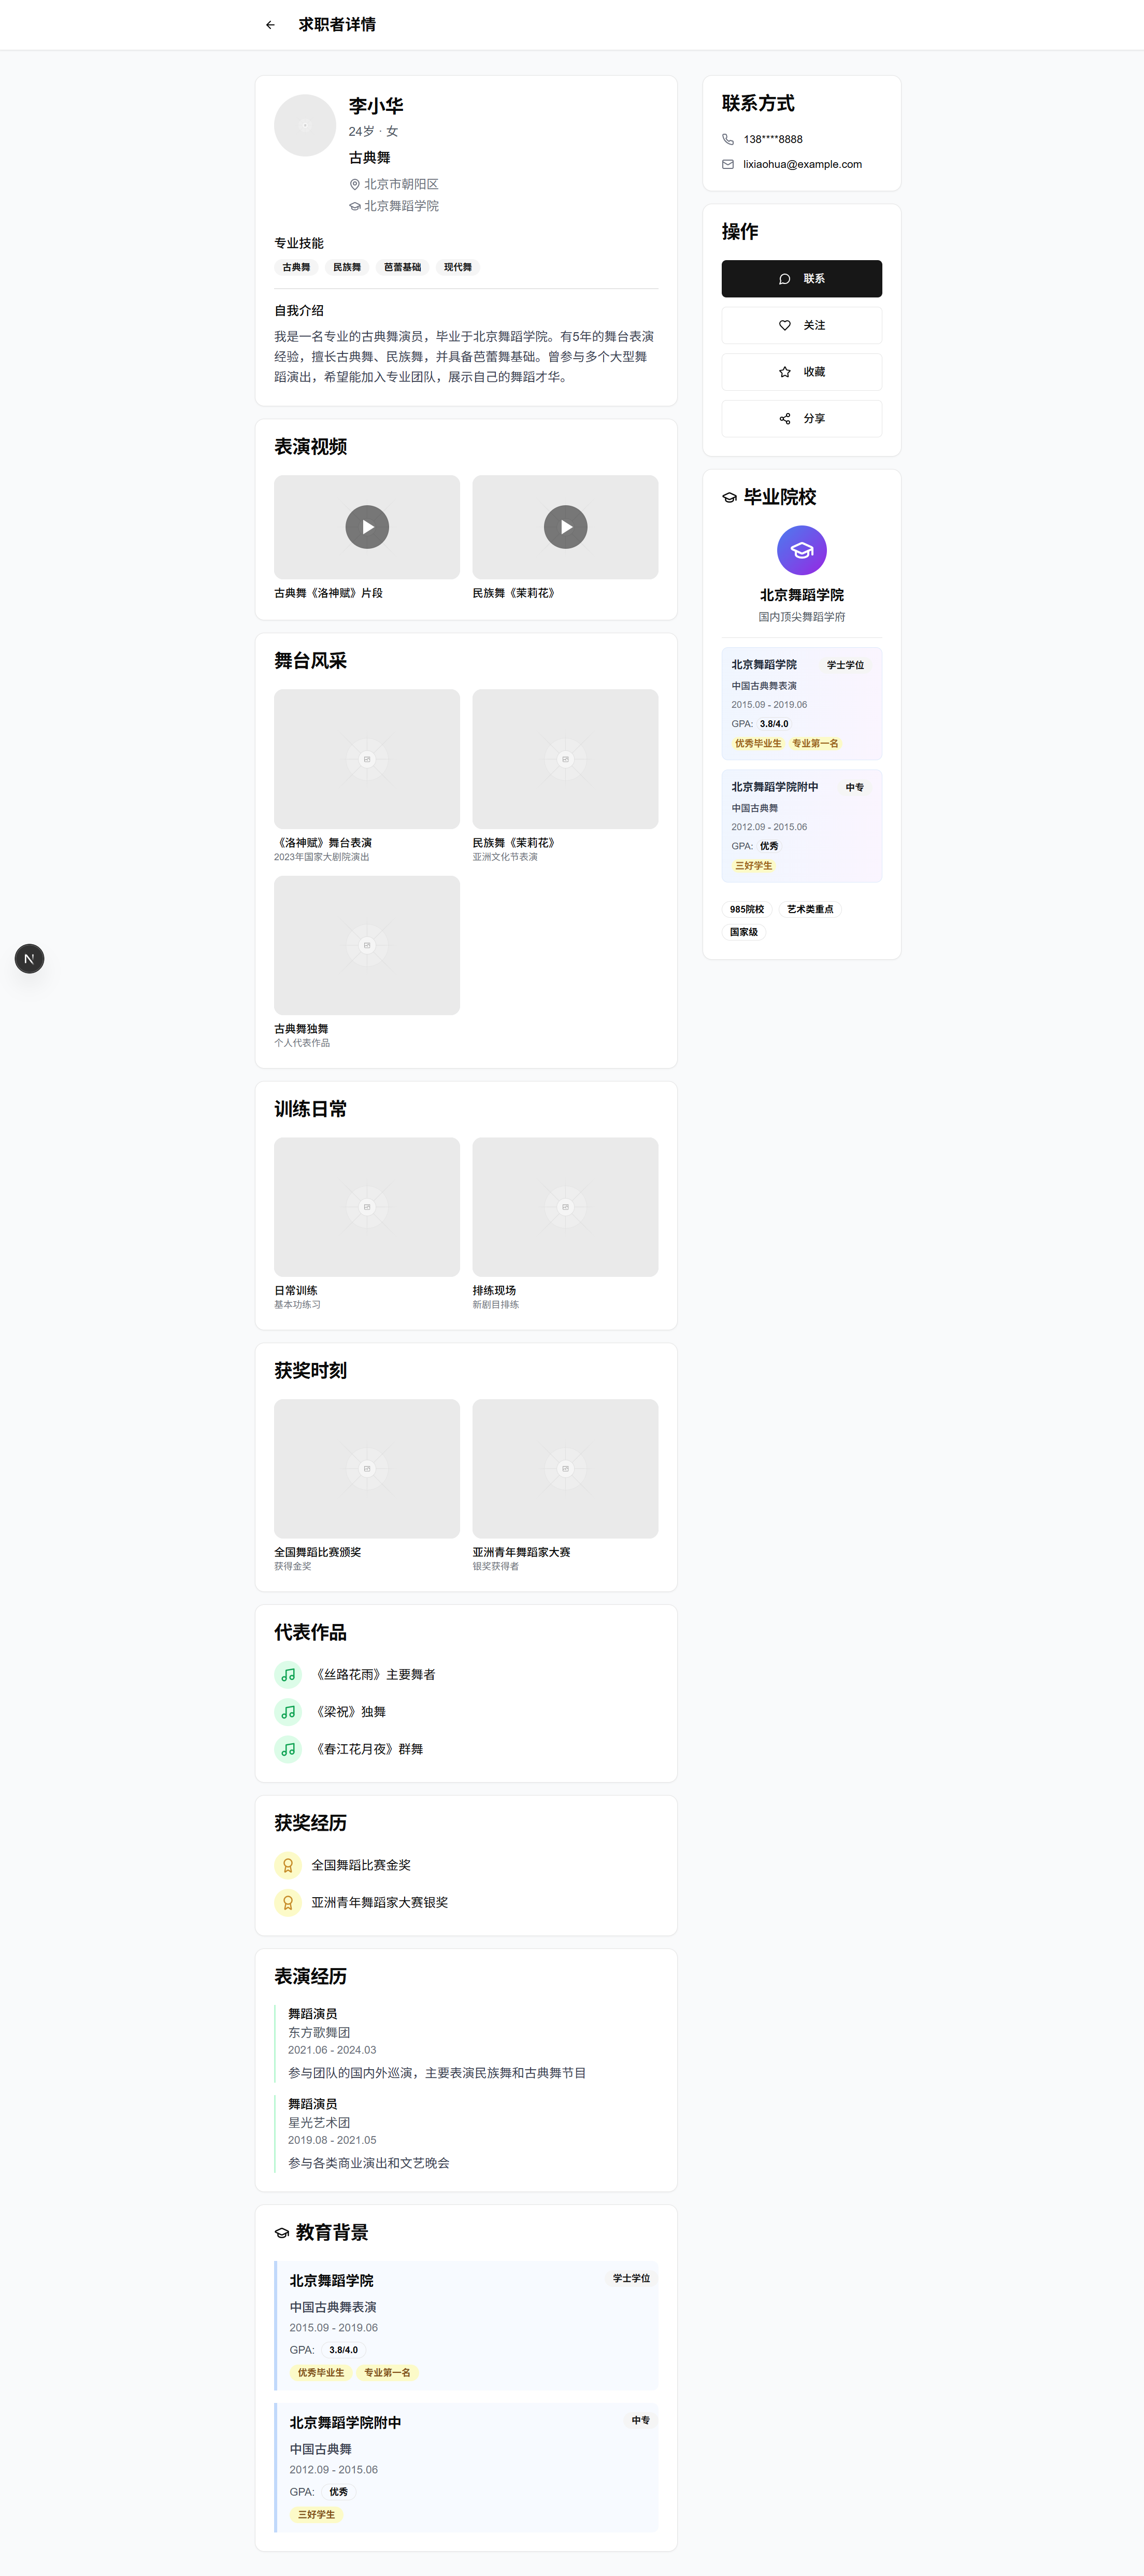 求职者详情
李小华
24岁 · 女
古典舞
北京市朝阳区
北京舞蹈学院
专业技能
古典舞 民族舞 芭蕾基础 现代舞
自我介绍
我是一名专业的古典舞演员，毕业于北京舞蹈学院。有5年的舞台表演
经验，擅长古典舞、民族舞，并具备芭蕾舞基础。曾参与多个大型舞
蹈演出，希望能加入专业团队，展示自己的舞蹈才华。
表演视频
古典舞《洛神赋》片段 民族舞《茉莉花》
舞台风采
《洛神赋》舞台表演 民族舞《茉莉花》
2023年国家大剧院演出 亚洲文化节表演
古典舞独舞
个人代表作品
训练日常
日常训练 排练现场
基本功练习 新剧目排练
获奖时刻
全国舞蹈比赛颁奖 亚洲青年舞蹈家大赛
获得金奖 银奖获得者
代表作品
《丝路花雨》主要舞者
《梁祝》独舞
《春江花月夜》群舞
获奖经历
全国舞蹈比赛金奖
亚洲青年舞蹈家大赛银奖
表演经历
舞蹈演员
东方歌舞团
2021.06 - 2024.03
参与团队的国内外巡演，主要表演民族舞和古典舞节目
舞蹈演员
星光艺术团
2019.08 - 2021.05
参与各类商业演出和文艺晚会
教育背景
北京舞蹈学院 学士学位
中国古典舞表演
2015.09 - 2019.06
GPA: 3.8/4.0
优秀毕业生 专业第一名
北京舞蹈学院附中 中专
中国古典舞
2012.09 - 2015.06
GPA: 优秀
三好学生
联系方式
138****8888
lixiaohua@example.com
操作
联系
关注
收藏
分享
毕业院校
北京舞蹈学院
国内顶尖舞蹈学府
北京舞蹈学院 学士学位
中国古典舞表演
2015.09 - 2019.06
GPA: 3.8/4.0
优秀毕业生 专业第一名
北京舞蹈学院附中 中专
中国古典舞
2012.09 - 2015.06
GPA: 优秀
三好学生
985院校 艺术类重点
国家级
N